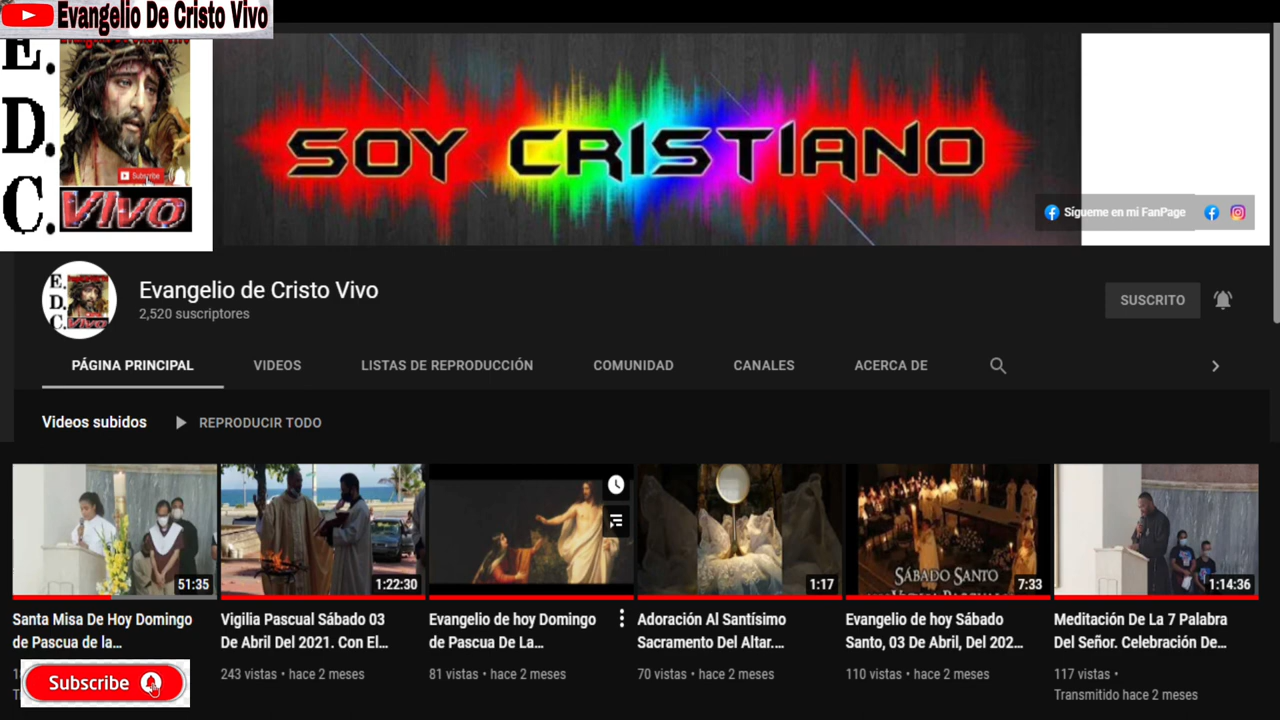 Evangelio De Cristo Vivo
E.
D.
C.
Subscribe
Vivo
SOY CRISTIANO
Sígueme en mi FanPage
E.
D.
C.
Vivo
Evangelio de Cristo Vivo
2,520 suscriptores
SUSCRITO
PÁGINA PRINCIPAL
VIDEOS
LISTAS DE REPRODUCCIÓN
COMUNIDAD
CANALES
ACERCA DE
Videos subidos
REPRODUCIR TODO
51:35
1:22:30
1:17
SÁBADO SANTO
7:33
1:14:36
Santa Misa De Hoy Domingo
de Pascua de la...
Vigilia Pascual Sábado 03
De Abril Del 2021. Con El...
243 vistas • hace 2 meses
Evangelio de hoy Domingo
de Pascua De La...
81 vistas • hace 2 meses
Adoración Al Santísimo
Sacramento Del Altar....
70 vistas • hace 2 meses
Evangelio de hoy Sábado
Santo, 03 De Abril, Del 202...
110 vistas • hace 2 meses
Meditación De La 7 Palabra
Del Señor. Celebración De...
117 vistas •
Transmitido hace 2 meses
Subscribe